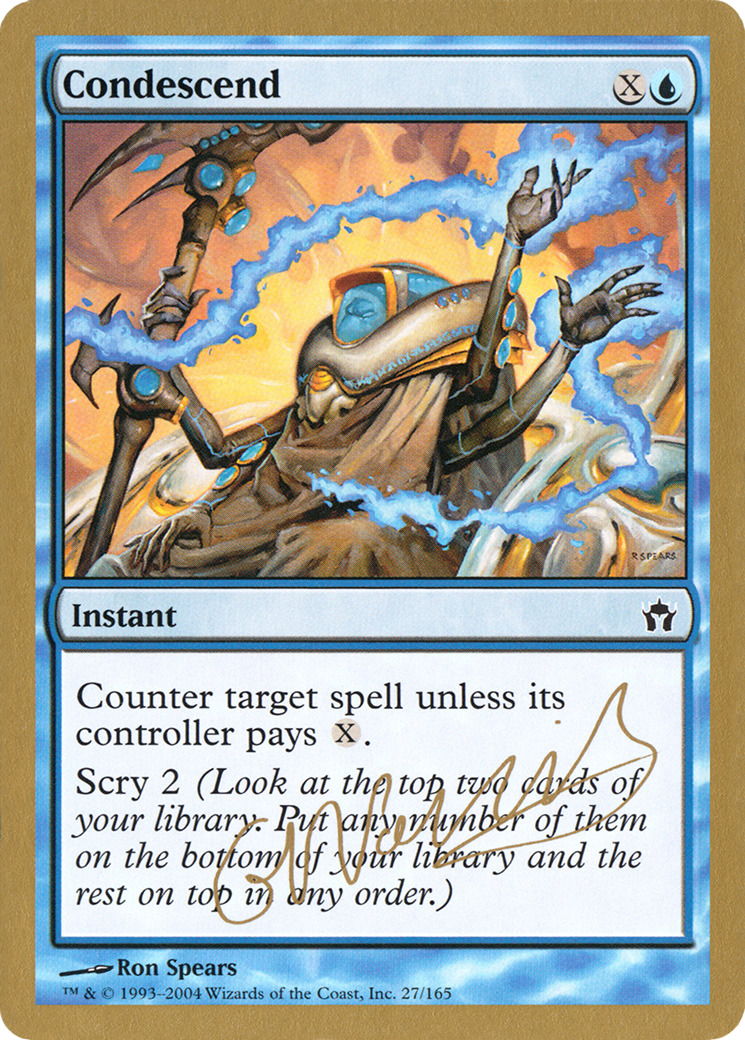 Condescend X
R.SPEARS
Instant
Counter target spell unless its
controller pays X.
Scry 2 (Look at the top two cards of
your library. Put any number of them
on the bottom of your library and the
rest on top in any order.)
Ron Spears
™ & © 1993–2004 Wizards of the Coast, Inc. 27/165